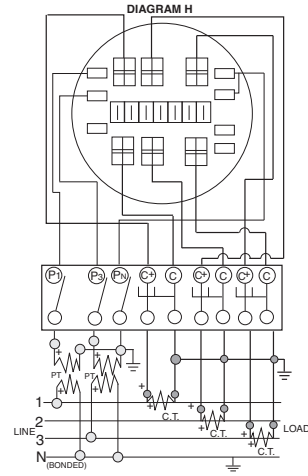 DIAGRAM H
P1 P3 PN C+ C C+ C C+ C
+ + + +
PT PT
+ +
1 + C.T.
2 + C.T.
LINE LOAD
3 + C.T.
N
(BONDED)